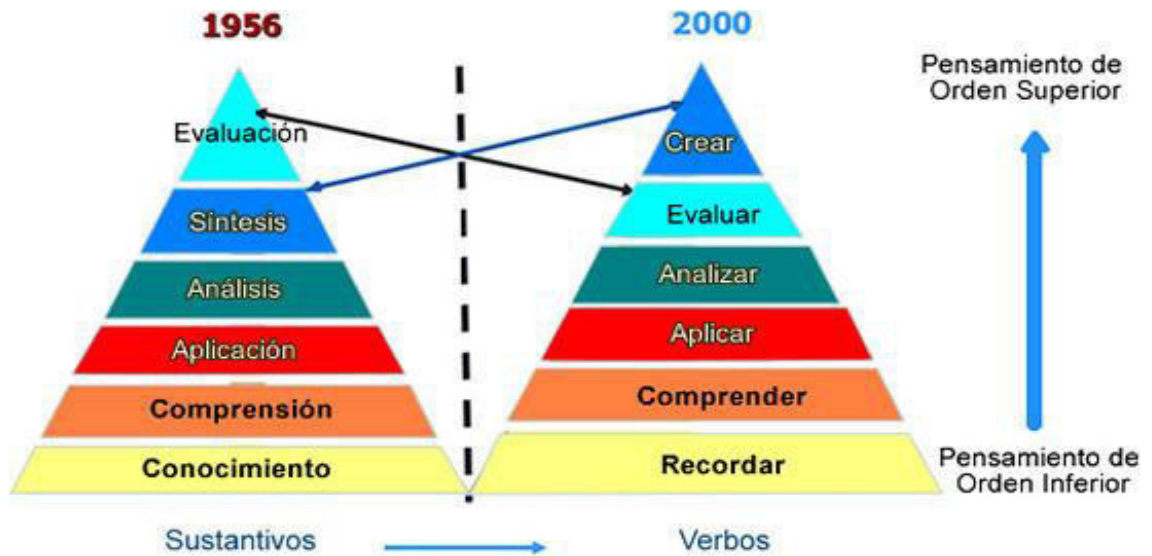 1956
2000
Evaluación
Síntesis
Análisis
Aplicación
Comprensión
Conocimiento
Crear
Evaluar
Analizar
Aplicar
Comprender
Recordar
Pensamiento de
Orden Superior
Pensamiento de
Orden Inferior
Sustantivos
Verbos